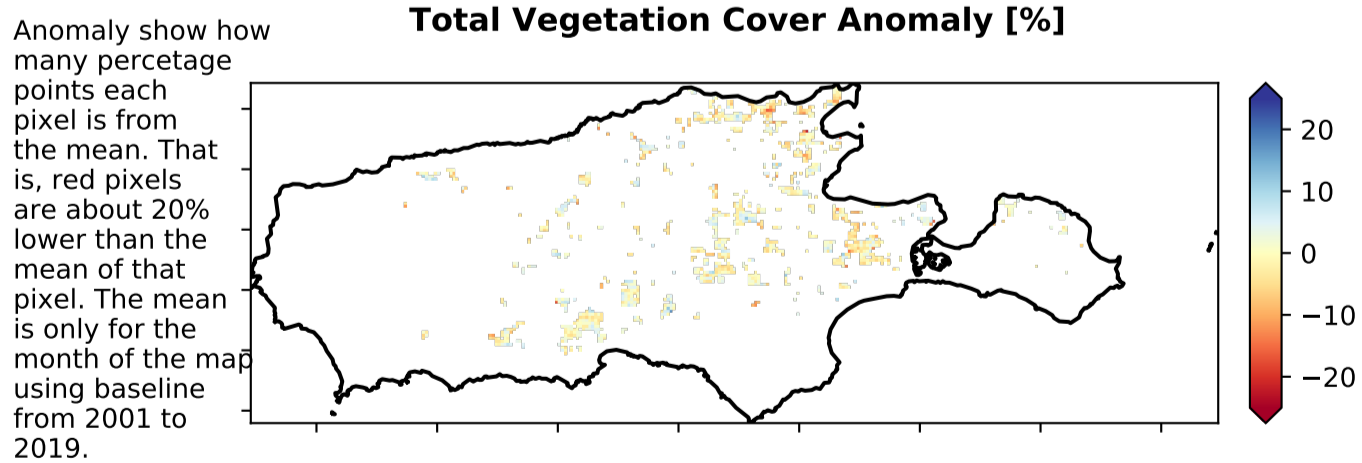 Total Vegetation Cover Anomaly [%]
Anomaly show how
many percetage
points each
pixel is from
the mean. That
is, red pixels
are about 20%
lower than the
mean of that
pixel. The mean
is only for the
month of the map
using baseline
from 2001 to
2019.
20
10
0
−10
−20